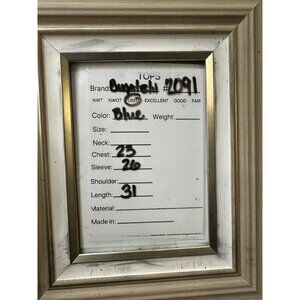 TOPS
Brand: Bugatchi #2091
NWT NWOT USED EXCELLENT GOOD FAIR
Color: Blue Weight:
Size:
Neck:
Chest: 23
Sleeve: 26
Shoulder:
Length: 31
Material:
Made in: